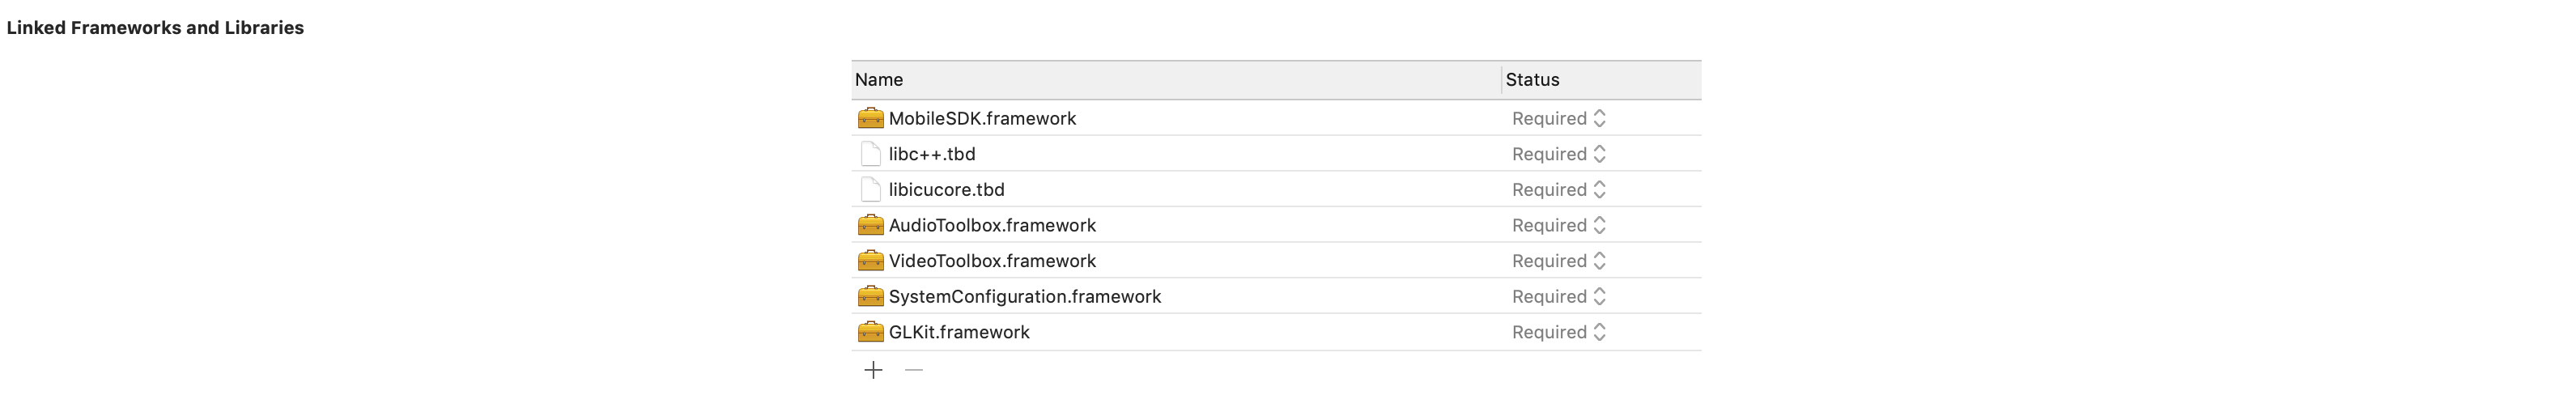 Linked Frameworks and Libraries
Name Status
MobileSDK.framework Required
libc++.tbd Required
libicucore.tbd Required
AudioToolbox.framework Required
VideoToolbox.framework Required
SystemConfiguration.framework Required
GLKit.framework Required